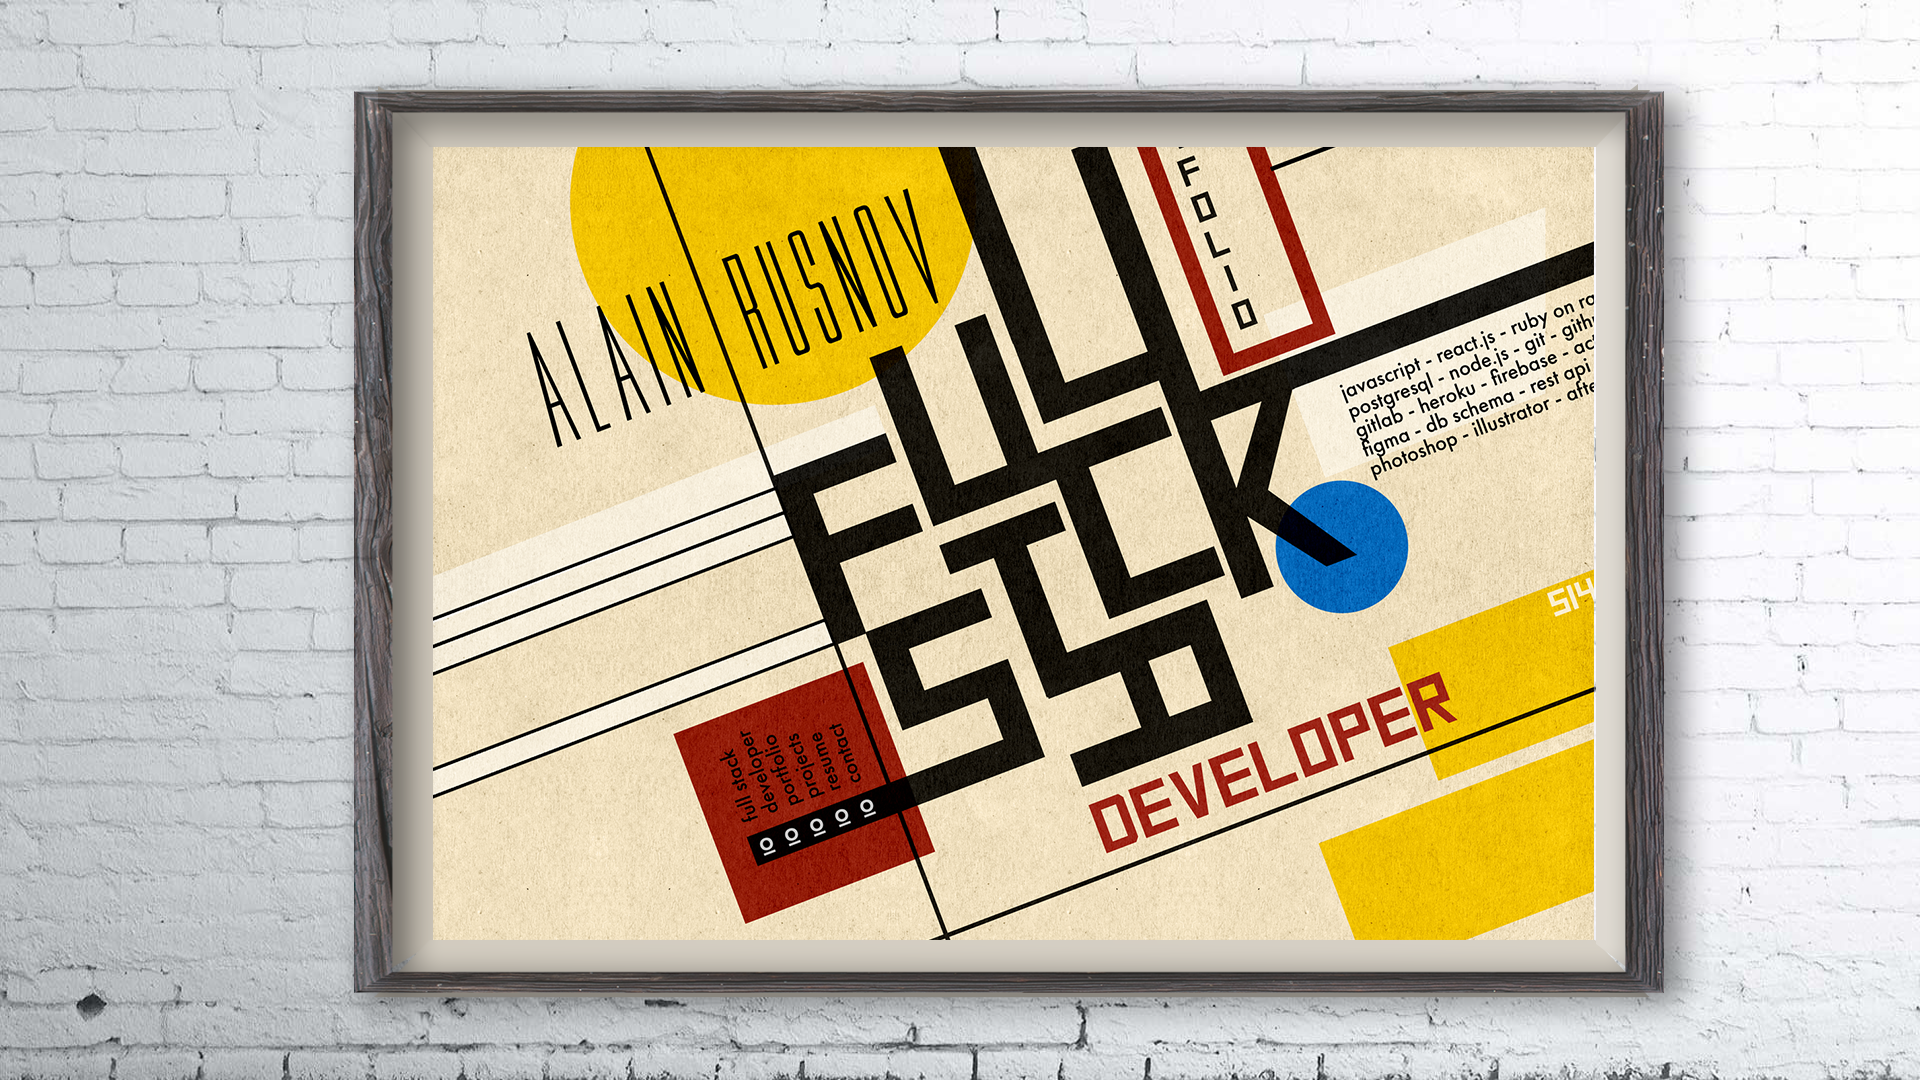 ALAIN RUSNOV
FOLIO
FULL
STACK
DEVELOPER
javascript - react.js - ruby on ra
postgresql - node.js - git - githu
gitlab - heroku - firebase - ac
figma - db schema - rest api
photoshop - illustrator - afte
514
full stack
developer
portfolio
projects
resume
contact